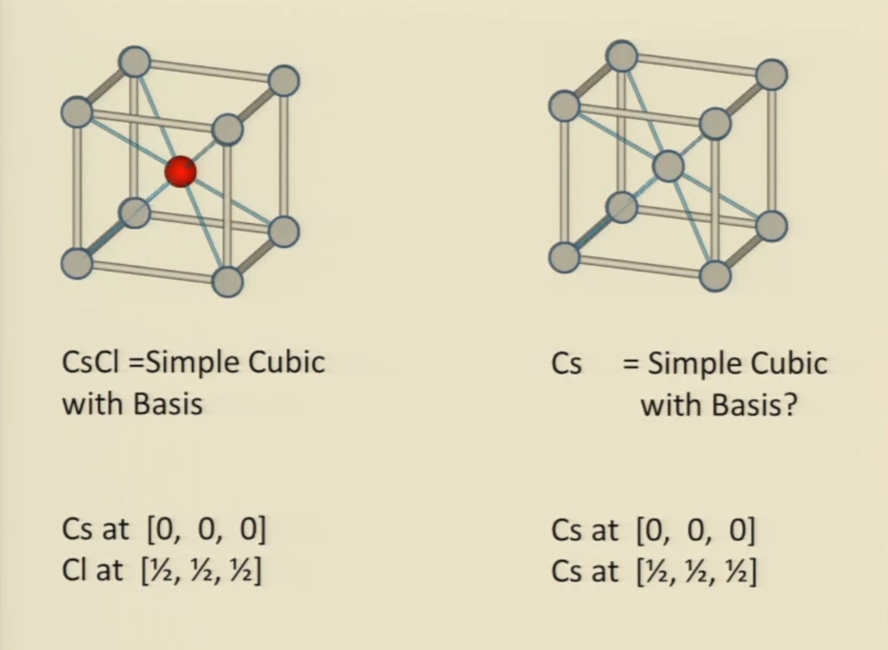 CsCl =Simple Cubic
with Basis
Cs at [0, 0, 0]
Cl at [½, ½, ½]
Cs = Simple Cubic
with Basis?
Cs at [0, 0, 0]
Cs at [½, ½, ½]